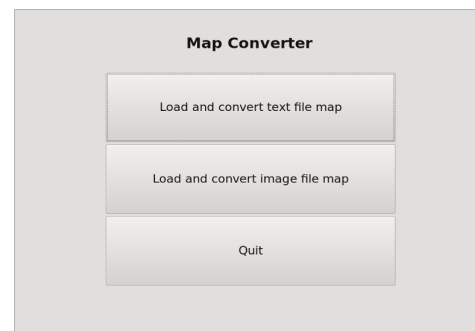 Map Converter
Load and convert text file map
Load and convert image file map
Quit